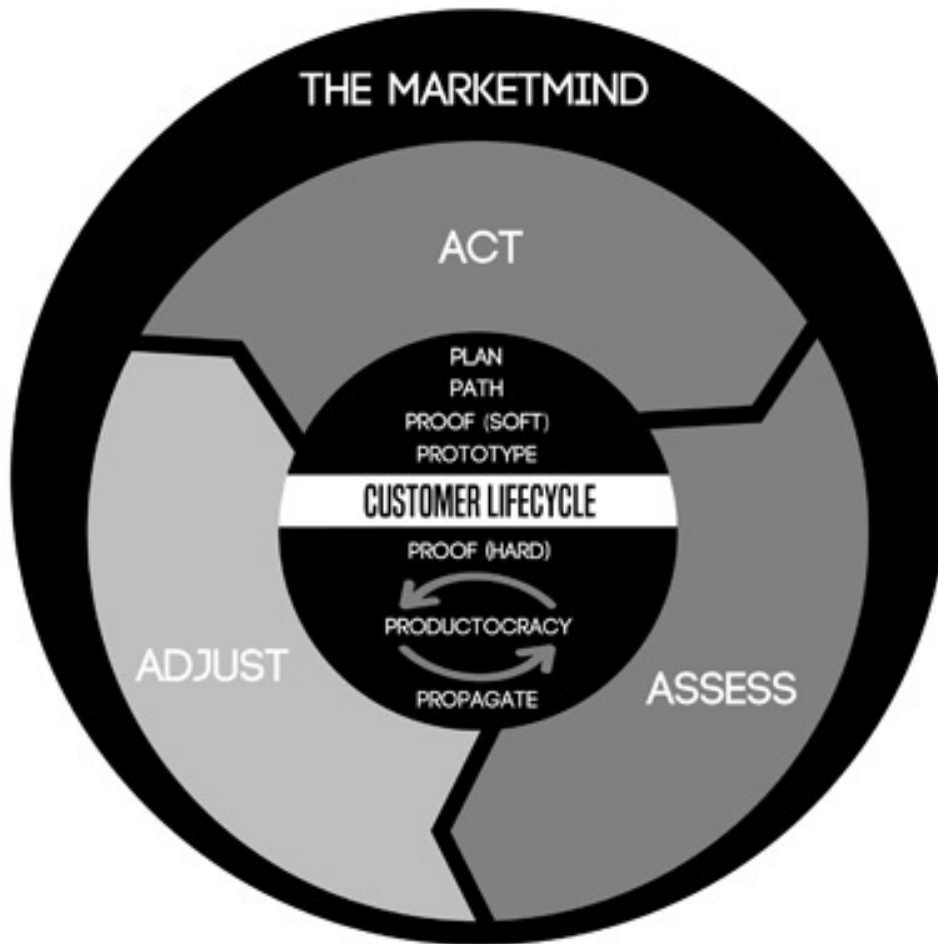 THE MARKETMIND
ACT
PLAN
PATH
PROOF (SOFT)
PROTOTYPE
CUSTOMER LIFECYCLE
PROOF (HARD)
PRODUCTOCRACY
PROPAGATE
ADJUST
ASSESS